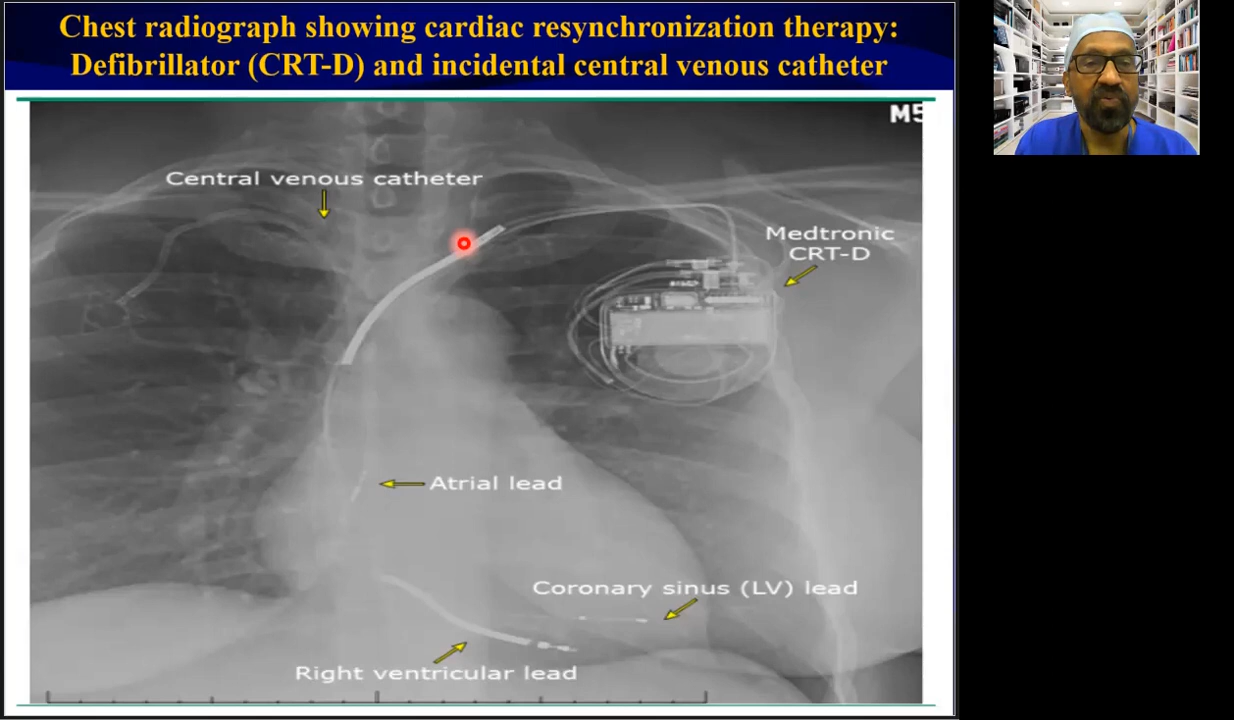 Chest radiograph showing cardiac resynchronization therapy:
Defibrillator (CRT-D) and incidental central venous catheter
M5
Central venous catheter
Medtronic
CRT-D
Atrial lead
Coronary sinus (LV) lead
Right ventricular lead